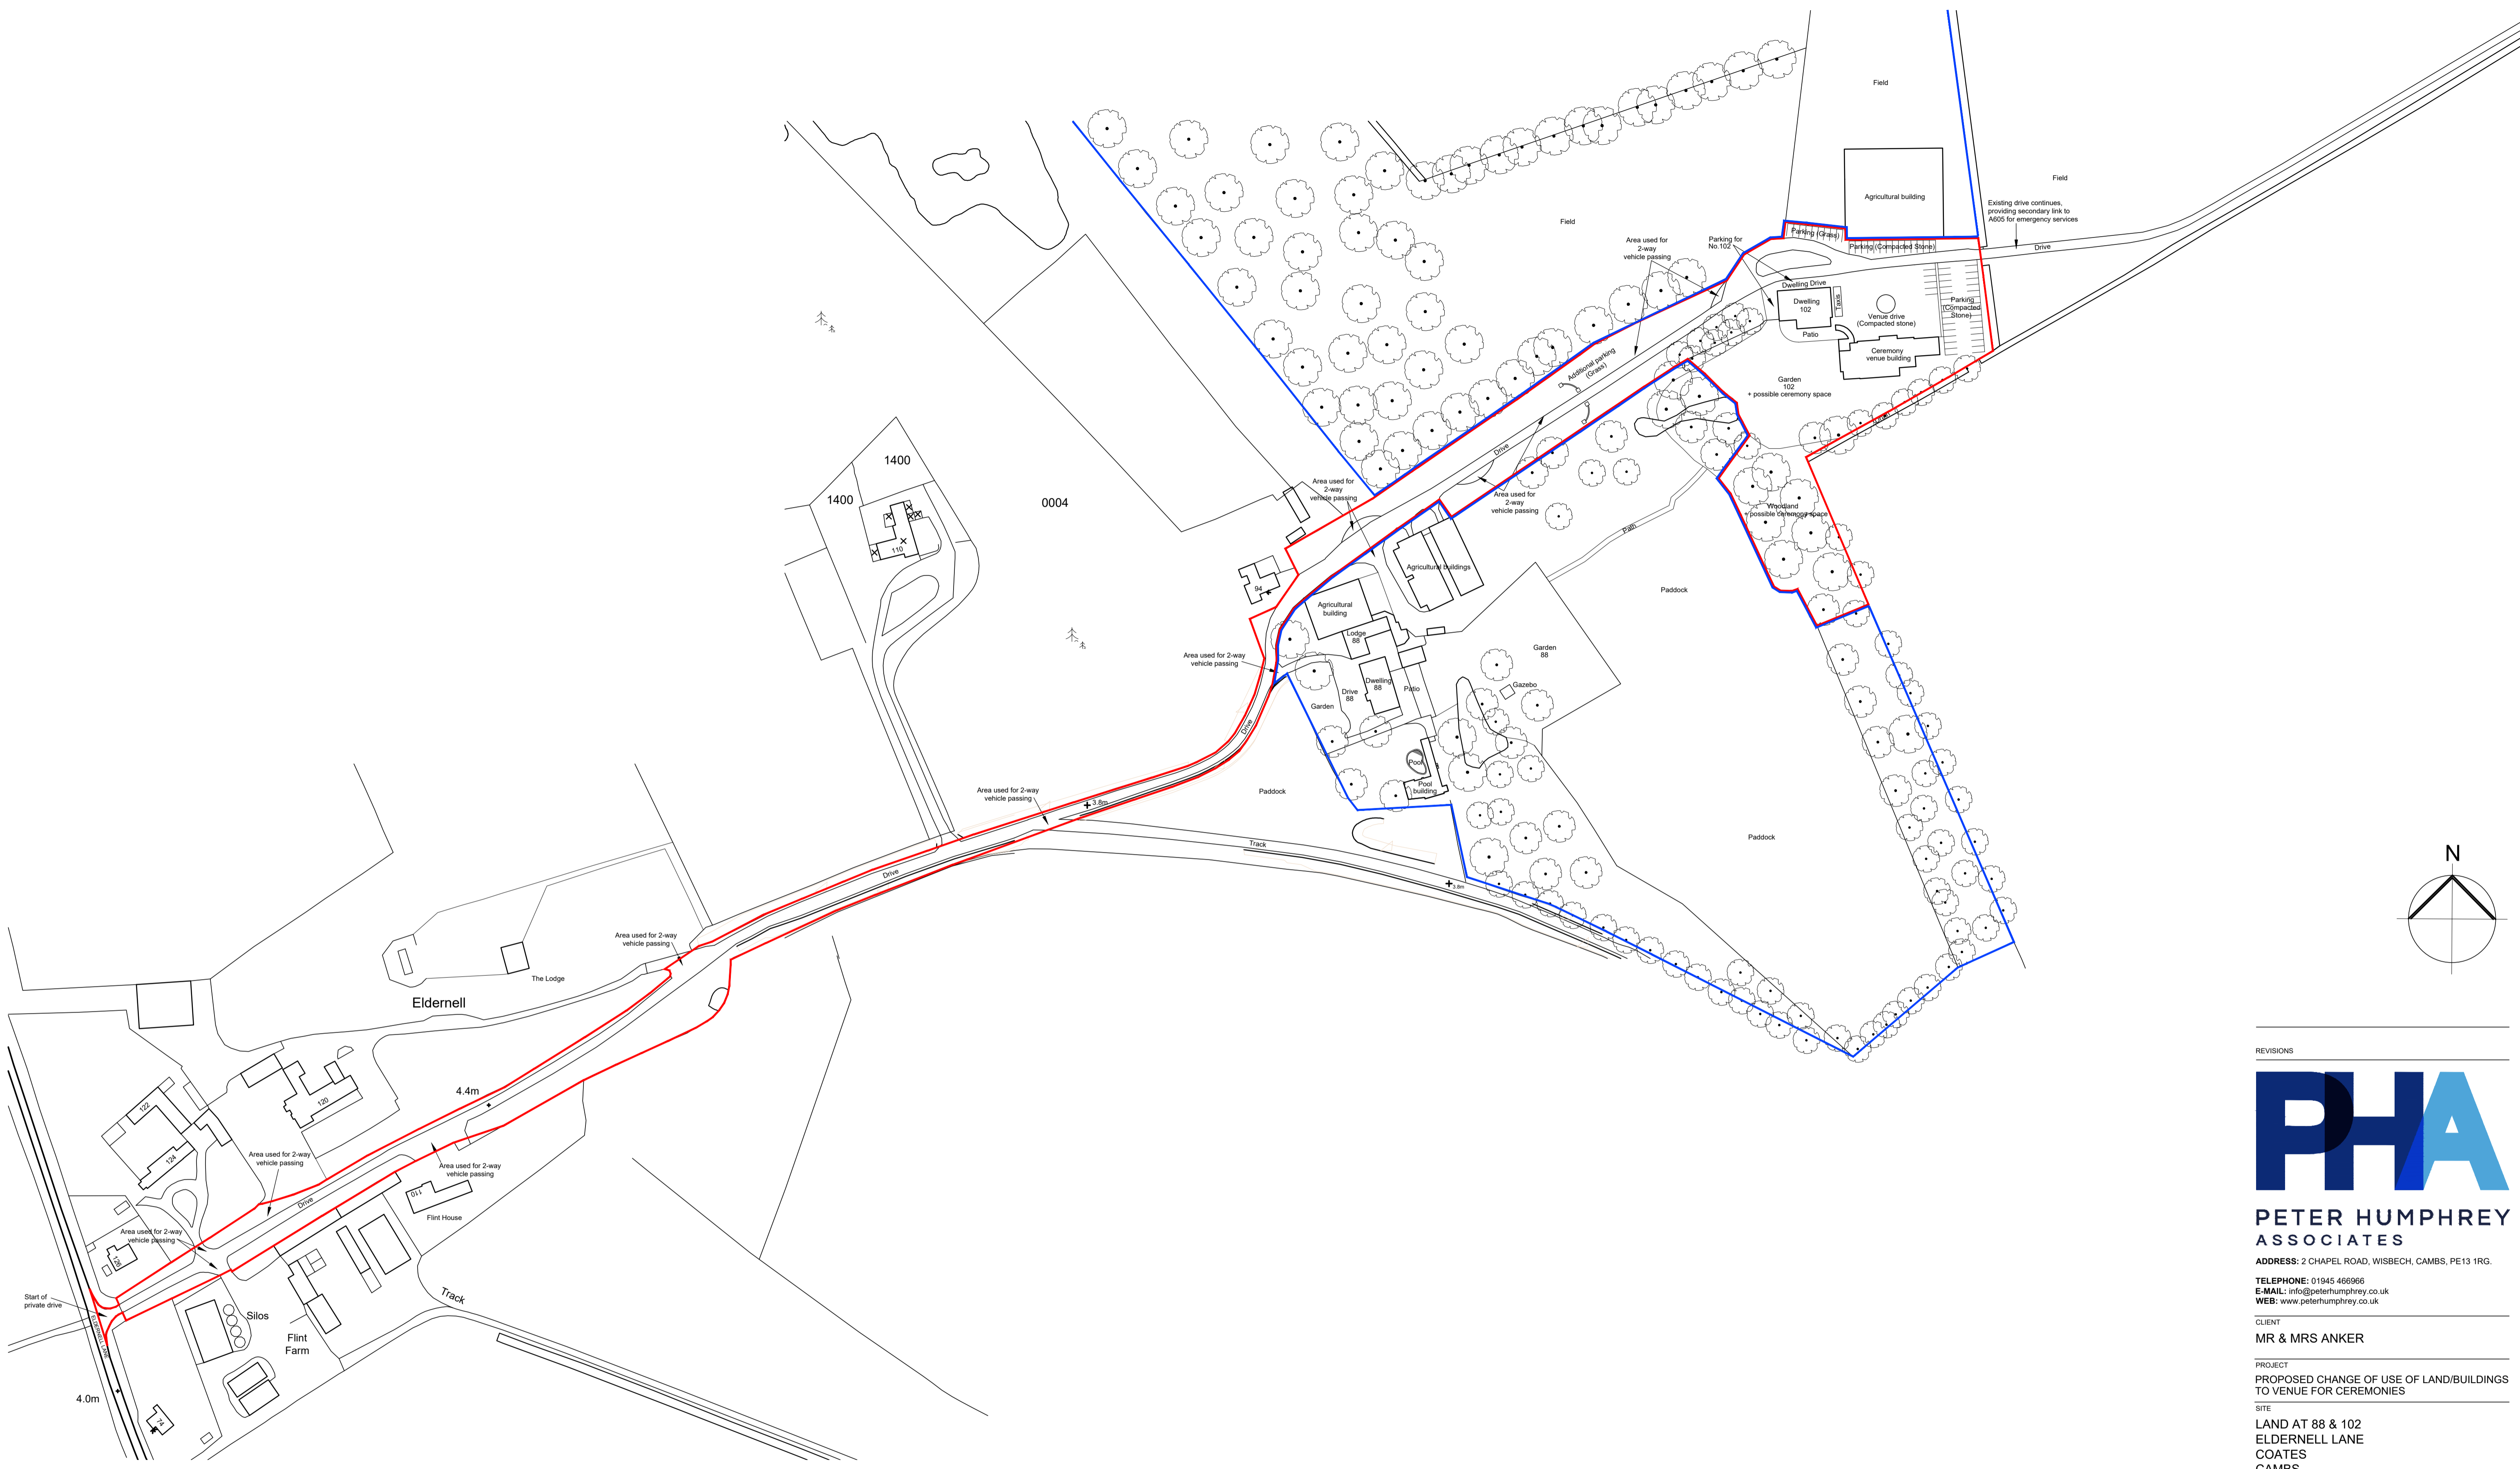 Field
Agricultural building
Field
Existing drive continues,
providing secondary link to
A605 for emergency services
Field
Parking (Grass)
Parking (Compacted Stone)
Drive
Area used for
2-way
vehicle passing
Parking for
No.102
Dwelling Drive
Dwelling
102
Taxis
Venue drive
(Compacted stone)
Parking
(Compacted
Stone)
Patio
Ceremony
venue building
Additional parking
(Grass)
Garden
102
+ possible ceremony space
Drive
Area used for
2-way
vehicle passing
Area used for
2-way
vehicle passing
Woodland
+ possible ceremony space
Path
1400
1400
0004
110
94
Agricultural buildings
Agricultural
building
Lodge
88
Paddock
Area used for 2-way
vehicle passing
Garden
88
Dwelling
88
Drive
88
Patio
Gazebo
Garden
Drive
Pool
Pool
building
Paddock
Area used for 2-way
vehicle passing
3.8m
Paddock
Track
Drive
3.8m
Area used for 2-way
vehicle passing
The Lodge
Eldernell
N
4.4m
122
120
124
Area used for 2-way
vehicle passing
Area used for 2-way
vehicle passing
110
Drive
Flint House
Area used for 2-way
vehicle passing
126
Start of
private drive
Track
Silos
ELDERNELL LANE
Flint
Farm
4.0m
74
REVISIONS
PHA
PETER HUMPHREY
ASSOCIATES
ADDRESS: 2 CHAPEL ROAD, WISBECH, CAMBS, PE13 1RG.
TELEPHONE: 01945 466966
E-MAIL: info@peterhumphrey.co.uk
WEB: www.peterhumphrey.co.uk
CLIENT
MR & MRS ANKER
PROJECT
PROPOSED CHANGE OF USE OF LAND/BUILDINGS
TO VENUE FOR CEREMONIES
SITE
LAND AT 88 & 102
ELDERNELL LANE
COATES
CAMBS